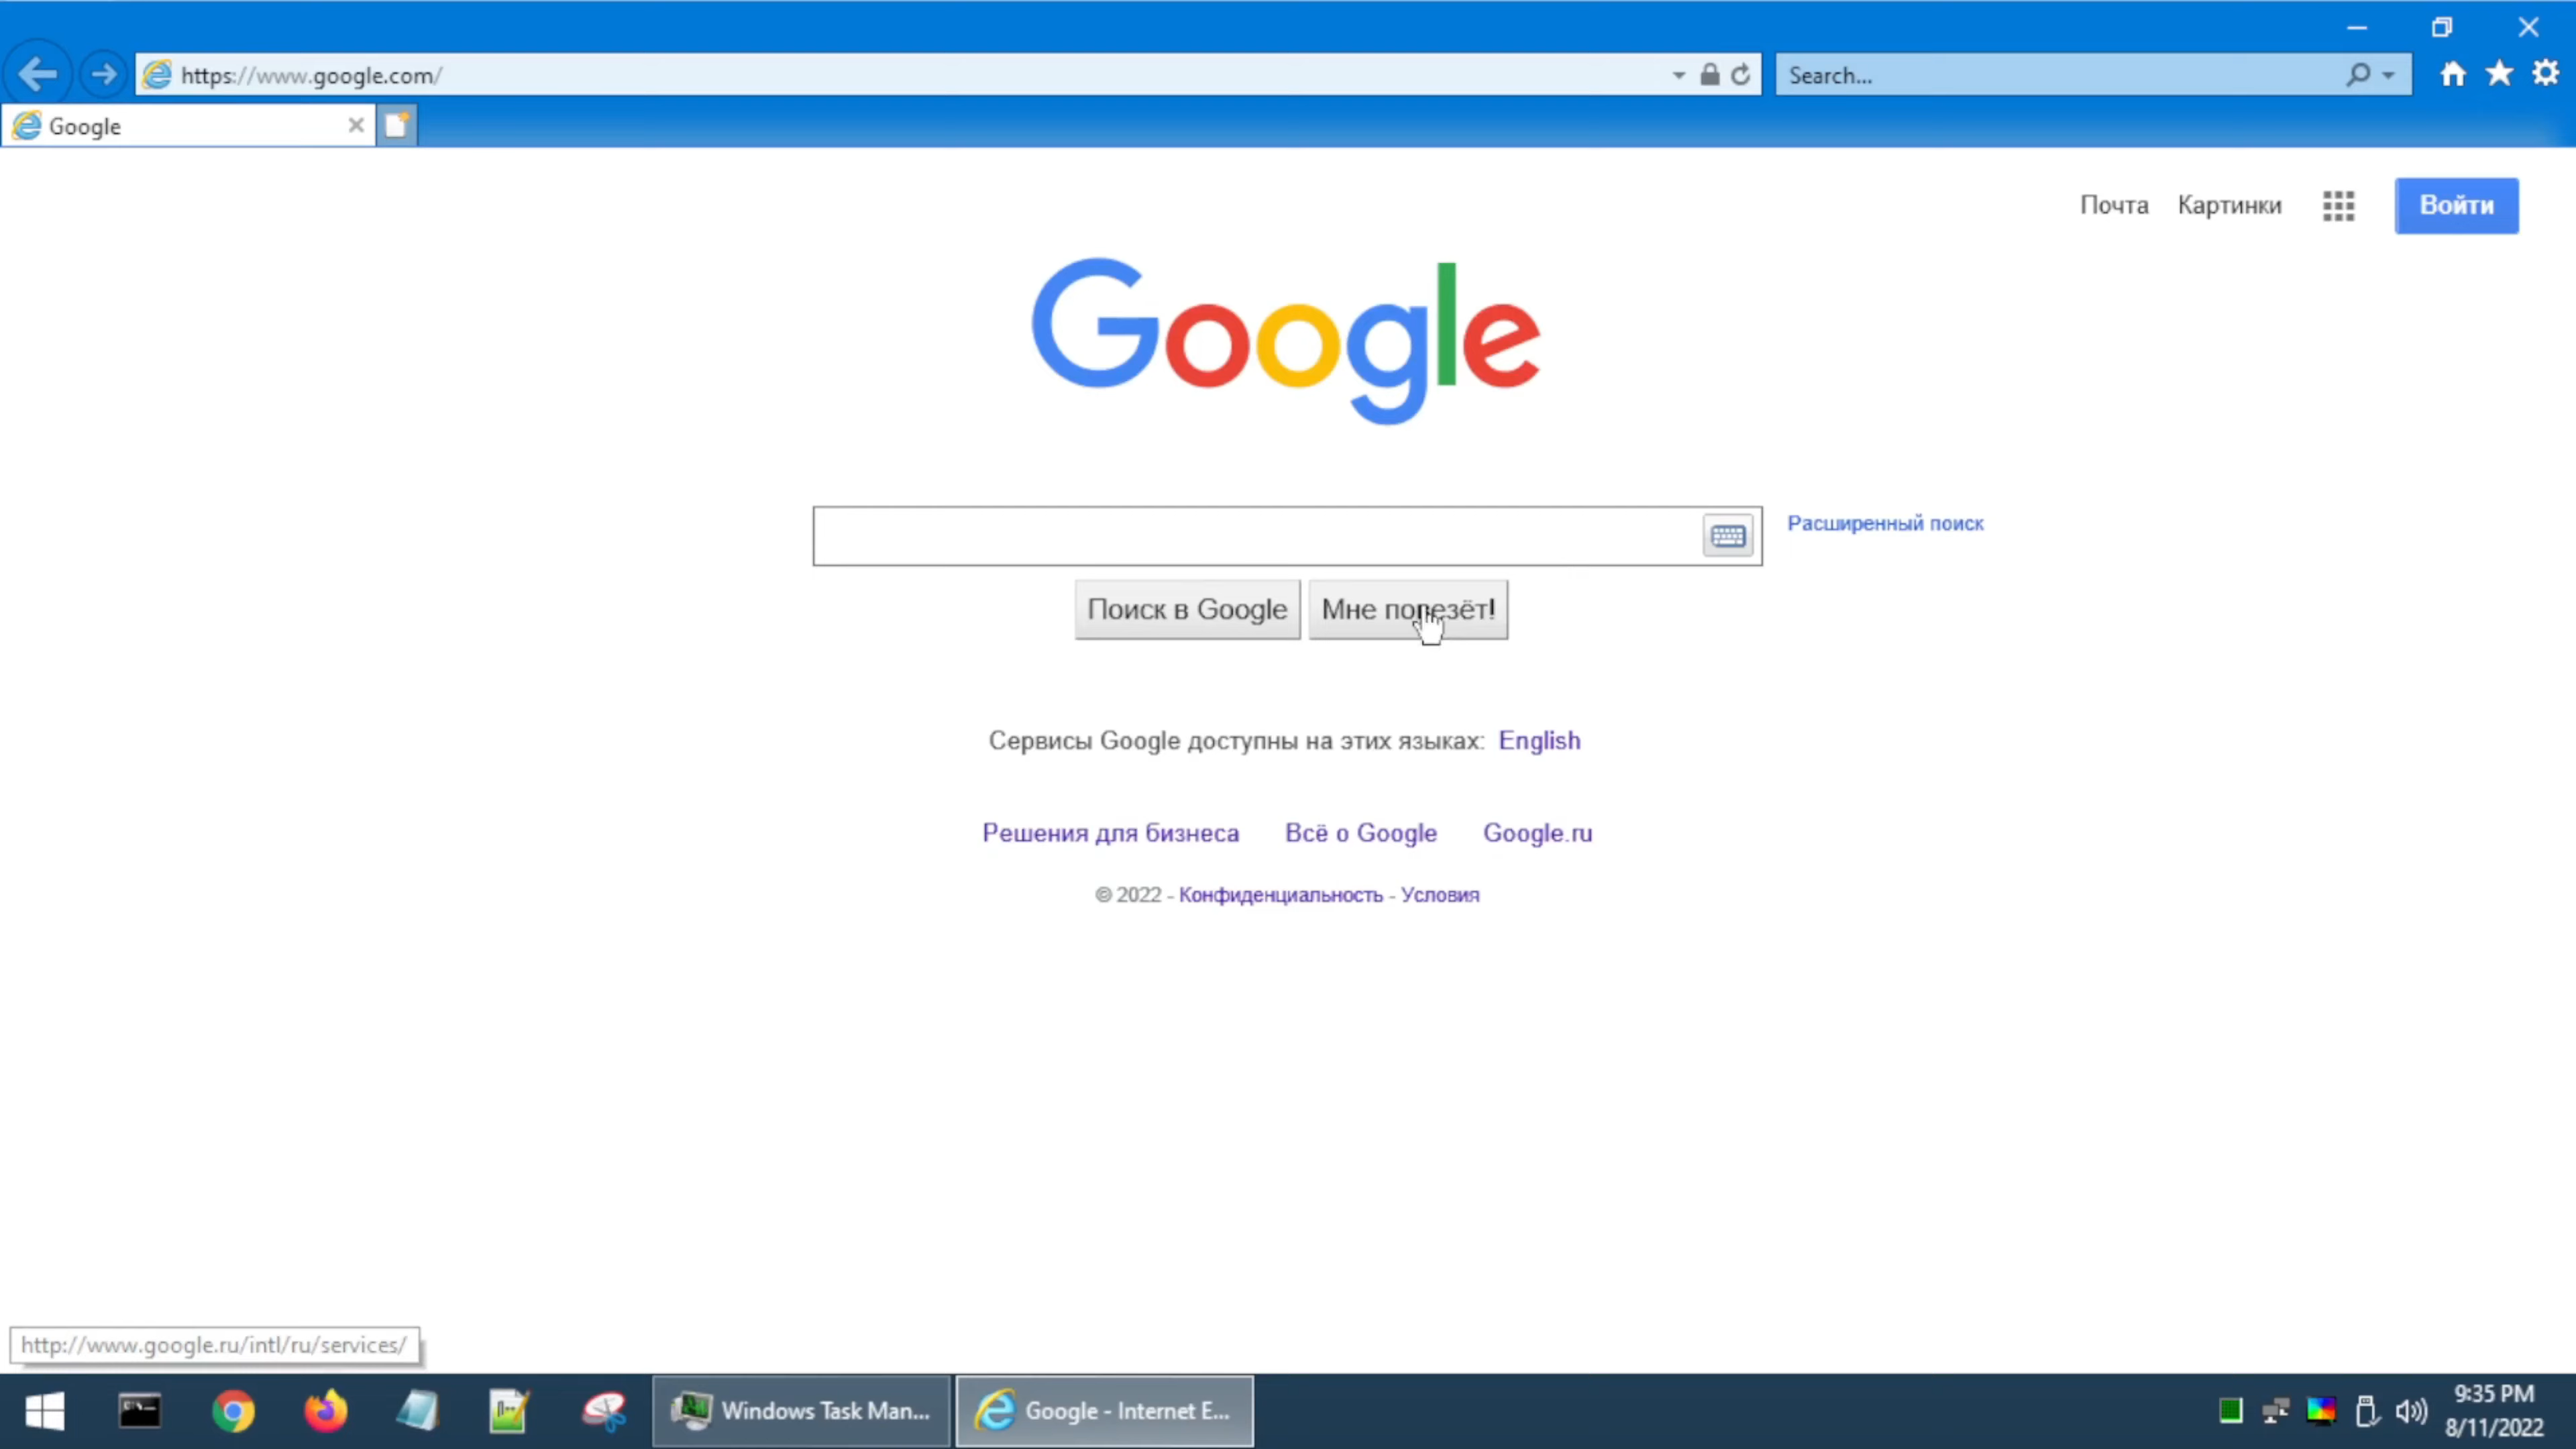 https://www.google.com/
Search...
Google
Почта Картинки Войти
Google
Расширенный поиск
Поиск в Google Мне повезёт!
Сервисы Google доступны на этих языках: English
Решения для бизнеса Всё о Google Google.ru
© 2022 - Конфиденциальность - Условия
http://www.google.ru/intl/ru/services/
Windows Task Man...
Google - Internet E...
9:35 PM
8/11/2022